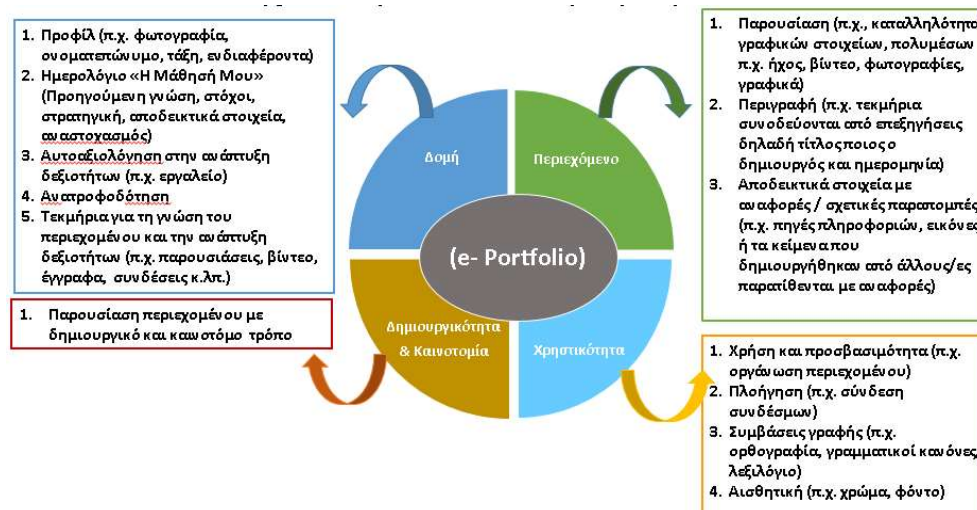 1. Προφίλ (π.χ. φωτογραφία,
ονοματεπώνυμο, τάξη, ενδιαφέροντα)
2. Ημερολόγιο «Η Μάθησή Μου»
(Προηγούμενη γνώση, στόχοι,
στρατηγική, αποδεικτικά στοιχεία,
αναστοχασμός)
3. Αυτοαξιολόγηση στην ανάπτυξη
δεξιοτήτων (π.χ. εργαλείο)
4. Ανατροφοδότηση
5. Τεκμήρια για τη γνώση του
περιεχομένου και την ανάπτυξη
δεξιοτήτων (π.χ. παρουσιάσεις, βίντεο,
έγγραφα, συνδέσεις κ.λπ.)
1. Παρουσίαση περιεχομένου με
δημιουργικό και καινοτόμο τρόπο
Δομή
Περιεχόμενο
(e- Portfolio)
Δημιουργικότητα
& Καινοτομία
Χρηστικότητα
1. Παρουσίαση (π.χ., καταλληλότητα
γραφικών στοιχείων, πολυμέσων
π.χ. ήχος, βίντεο, φωτογραφίες,
γραφικά)
2. Περιγραφή (π.χ. τεκμήρια
συνοδεύονται από επεξηγήσεις
δηλαδή τίτλος ποιος ο
δημιουργός και ημερομηνία)
3. Αποδεικτικά στοιχεία με
αναφορές / σχετικές παραπομπές
(π.χ. πηγές πληροφοριών, εικόνες
ή τα κείμενα που
δημιουργήθηκαν από άλλους/ες
παρατίθενται με αναφορές)
1. Χρήση και προσβασιμότητα (π.χ.
οργάνωση περιεχομένου)
2. Πλοήγηση (π.χ. σύνδεση
συνδέσμων)
3. Συμβάσεις γραφής (π.χ.
ορθογραφία, γραμματικοί κανόνες,
λεξιλόγιο)
4. Αισθητική (π.χ. χρώμα, φόντο)